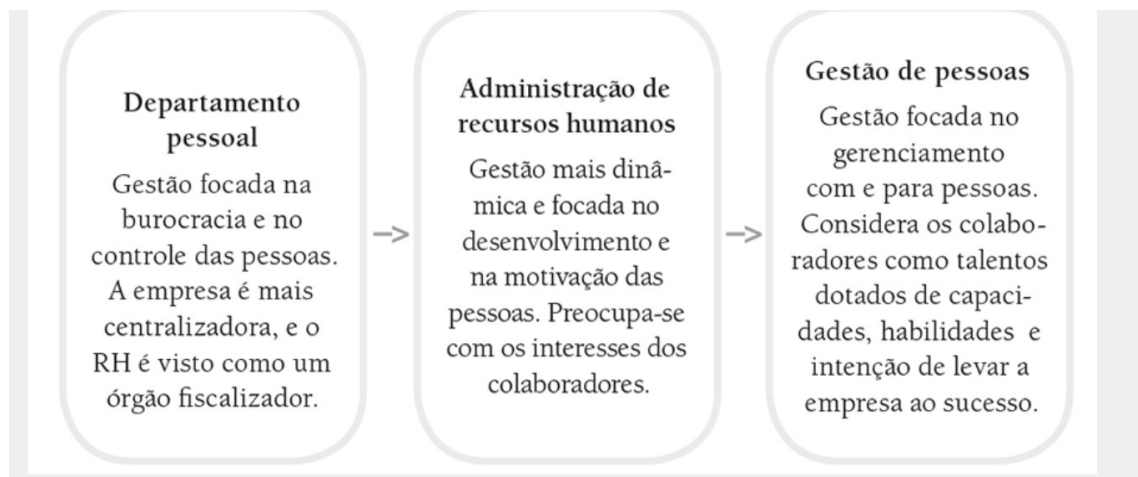 Departamento
pessoal
Gestão focada na
burocracia e no
controle das pessoas.
A empresa é mais
centralizadora, e o
RH é visto como um
órgão fiscalizador.
–>
Administração de
recursos humanos
Gestão mais dinâ-
mica e focada no
desenvolvimento e
na motivação das
pessoas. Preocupa-se
com os interesses dos
colaboradores.
–>
Gestão de pessoas
Gestão focada no
gerenciamento
com e para pessoas.
Considera os colabo-
radores como talentos
dotados de capaci-
dades, habilidades e
intenção de levar a
empresa ao sucesso.